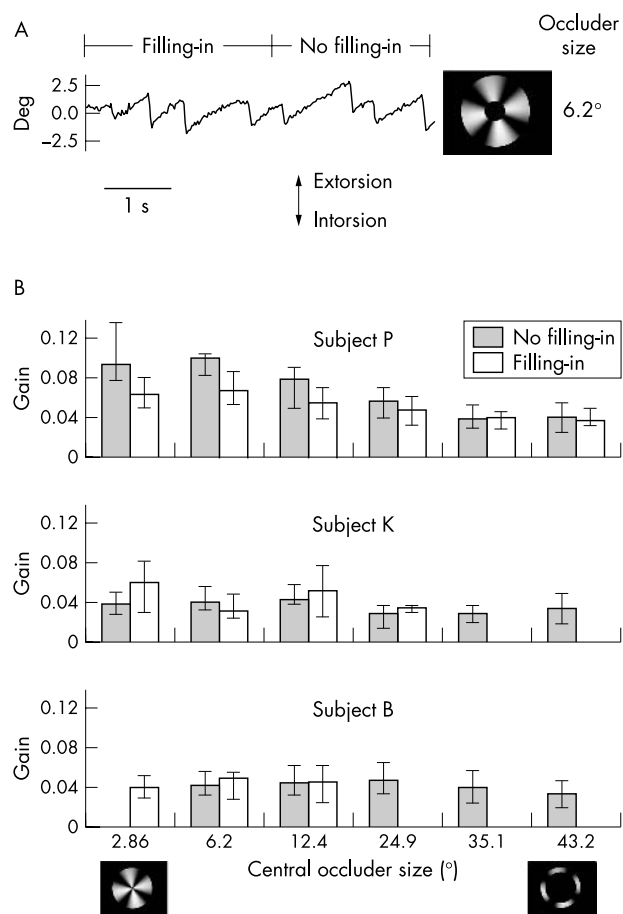 A
Filling-in No filling-in
Occluder
size
Deg
2.5
0.0
−2.5
6.2°
1 s
Extorsion
Intorsion
B
Subject P
No filling-in
Filling-in
Gain
0.12
0.08
0.04
0
Subject K
Gain
0.12
0.08
0.04
0
Subject B
Gain
0.12
0.08
0.04
0
2.86 6.2 12.4 24.9 35.1 43.2
Central occluder size (°)